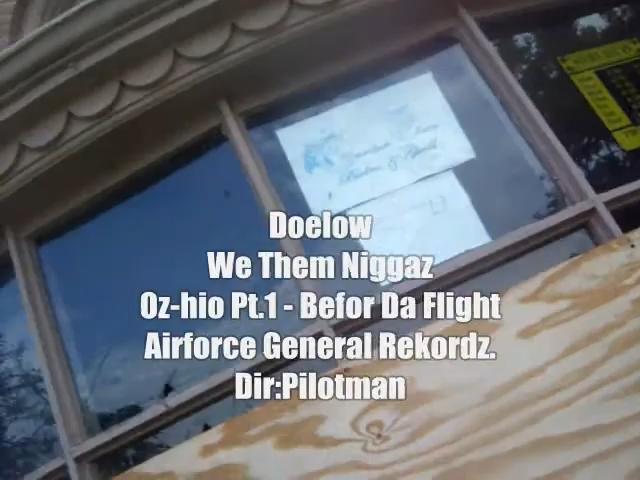 Doelow
We Them Niggaz
Oz-hio Pt.1 - Befor Da Flight
Airforce General Rekordz.
Dir:Pilotman